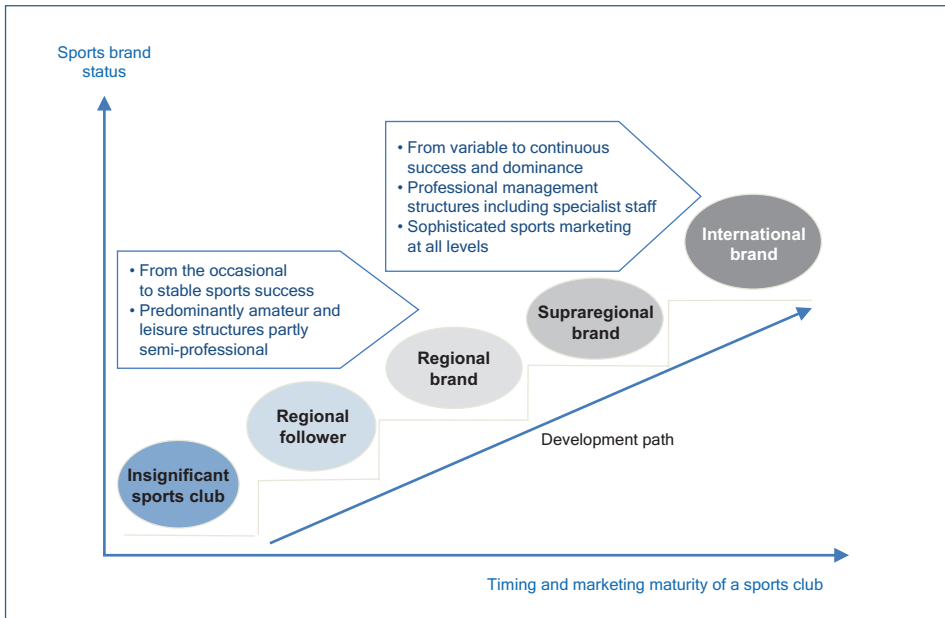 Sports brand
status
• From variable to continuous
success and dominance
• Professional management
structures including specialist staff
• Sophisticated sports marketing
at all levels
International
brand
• From the occasional
to stable sports success
• Predominantly amateur and
leisure structures partly
semi-professional
Supraregional
brand
Regional
brand
Regional
follower
Development path
Insignificant
sports club
Timing and marketing maturity of a sports club